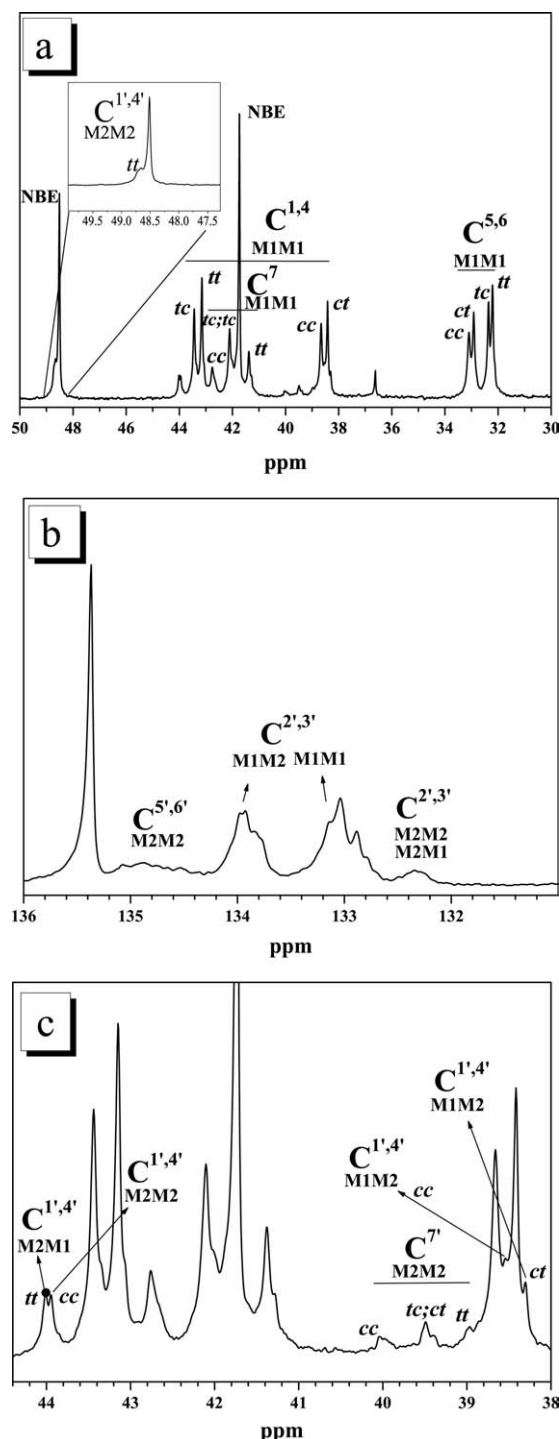 a
C1',4'
M2M2
tt
49.5 49.0 48.5 48.0 47.5
NBE
NBE
C1,4
M1M1
C5,6
M1M1
C7
M1M1
tc
tt
tc;tc
cc
tt
cc
ct
cc
ct
tc
tt
50 48 46 44 42 40 38 36 34 32 30
ppm
b
C2',3'
M1M2
M1M1
C5',6'
M2M2
C2',3'
M2M2
M2M1
136 135 134 133 132
ppm
c
C1',4'
M1M2
C1',4'
M2M2
C1',4'
M1M2
cc
C1',4'
M2M1
C7'
M2M2
tt
cc
cc
tc;ct
tt
ct
44 43 42 41 40 39 38
ppm